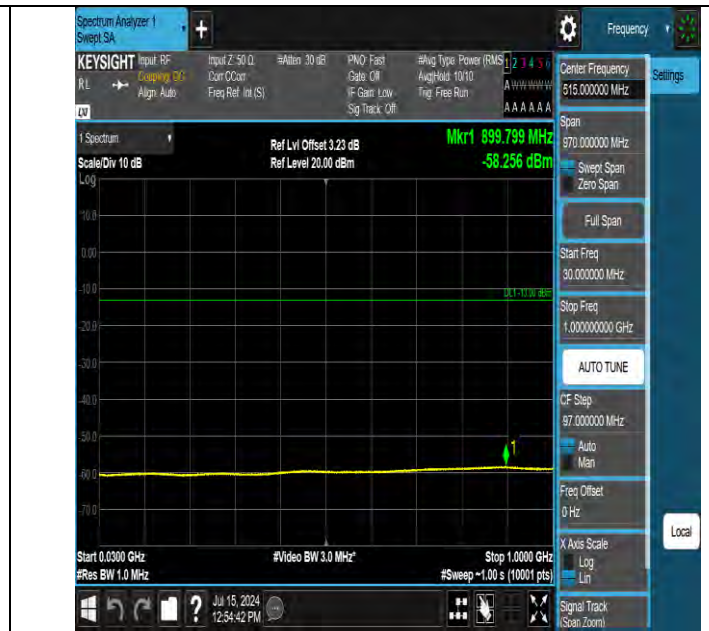 Spectrum Analyzer 1
Swept SA
+
Frequency
KEYSIGHT
RL
Input: RF
Coupling: DC
Align: Auto
Input Z: 50 Ω
Corr CCorr
Freq Ref: Int (S)
#Atten: 30 dB
PNO: Fast
Gate: Off
IF Gain: Low
Sig Track: Off
#Avg Type: Power (RMS
Avg|Hold: 10/10
Trig: Free Run
1 2 3 4 5 6
A W W W W W
A A A A A A
1 Spectrum
Scale/Div 10 dB
Ref Lvl Offset 3.23 dB
Ref Level 20.00 dBm
Mkr1 899.799 MHz
-58.256 dBm
Log
10.0
0.00
-10.0
DL1 -13.00 dBm
-20.0
-30.0
-40.0
-50.0
1
-60.0
-70.0
Start 0.0300 GHz
#Res BW 1.0 MHz
#Video BW 3.0 MHz*
Stop 1.0000 GHz
#Sweep ~1.00 s (10001 pts)
Jul 15, 2024
12:54:42 PM
Center Frequency
515.000000 MHz
Settings
Span
970.000000 MHz
Swept Span
Zero Span
Full Span
Start Freq
30.000000 MHz
Stop Freq
1.000000000 GHz
AUTO TUNE
CF Step
97.000000 MHz
Auto
Man
Freq Offset
0 Hz
X Axis Scale
Log
Lin
Local
Signal Track
(Span Zoom)